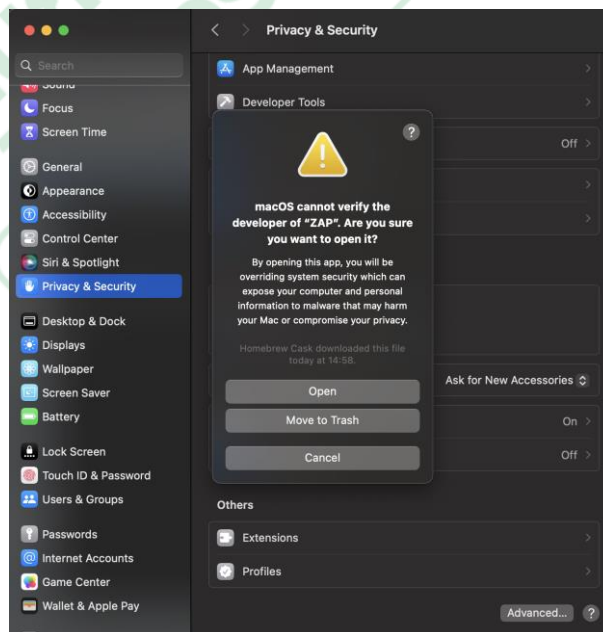 Privacy & Security
Search
Sound
Focus
Screen Time
General
Appearance
Accessibility
Control Center
Siri & Spotlight
Privacy & Security
Desktop & Dock
Displays
Wallpaper
Screen Saver
Battery
Lock Screen
Touch ID & Password
Users & Groups
Passwords
Internet Accounts
Game Center
Wallet & Apple Pay
App Management
Developer Tools
Off
?
macOS cannot verify the
developer of “ZAP”. Are you sure
you want to open it?
By opening this app, you will be
overriding system security which can
expose your computer and personal
information to malware that may harm
your Mac or compromise your privacy.
Homebrew Cask downloaded this file
today at 14:58.
Open
Move to Trash
Cancel
Ask for New Accessories
On
Off
Others
Extensions
Profiles
Advanced...
?